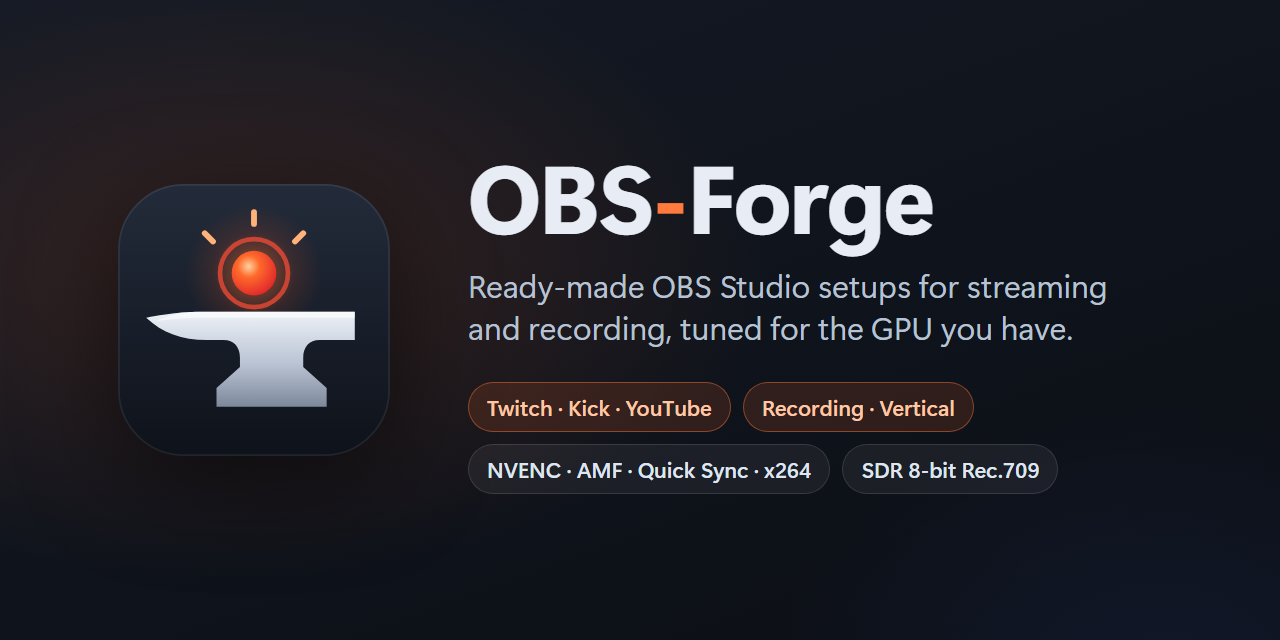 OBS-Forge
Ready-made OBS Studio setups for streaming
and recording, tuned for the GPU you have.
Twitch · Kick · YouTube
Recording · Vertical
NVENC · AMF · Quick Sync · x264
SDR 8-bit Rec.709